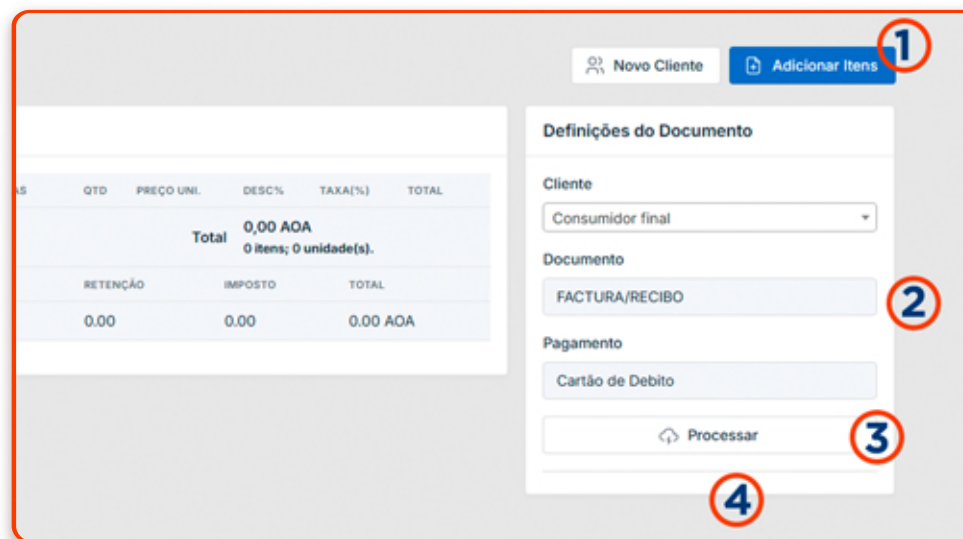 1
Novo Cliente
Adicionar Itens
Definições do Documento
AS QTD PREÇO UNI. DESC% TAXA(%) TOTAL
Total 0,00 AOA
0 itens; 0 unidade(s).
RETENÇÃO IMPOSTO TOTAL
0.00 0.00 0.00 AOA
Cliente
Consumidor final
Documento
FACTURA/RECIBO
2
Pagamento
Cartão de Debito
Processar
3
4